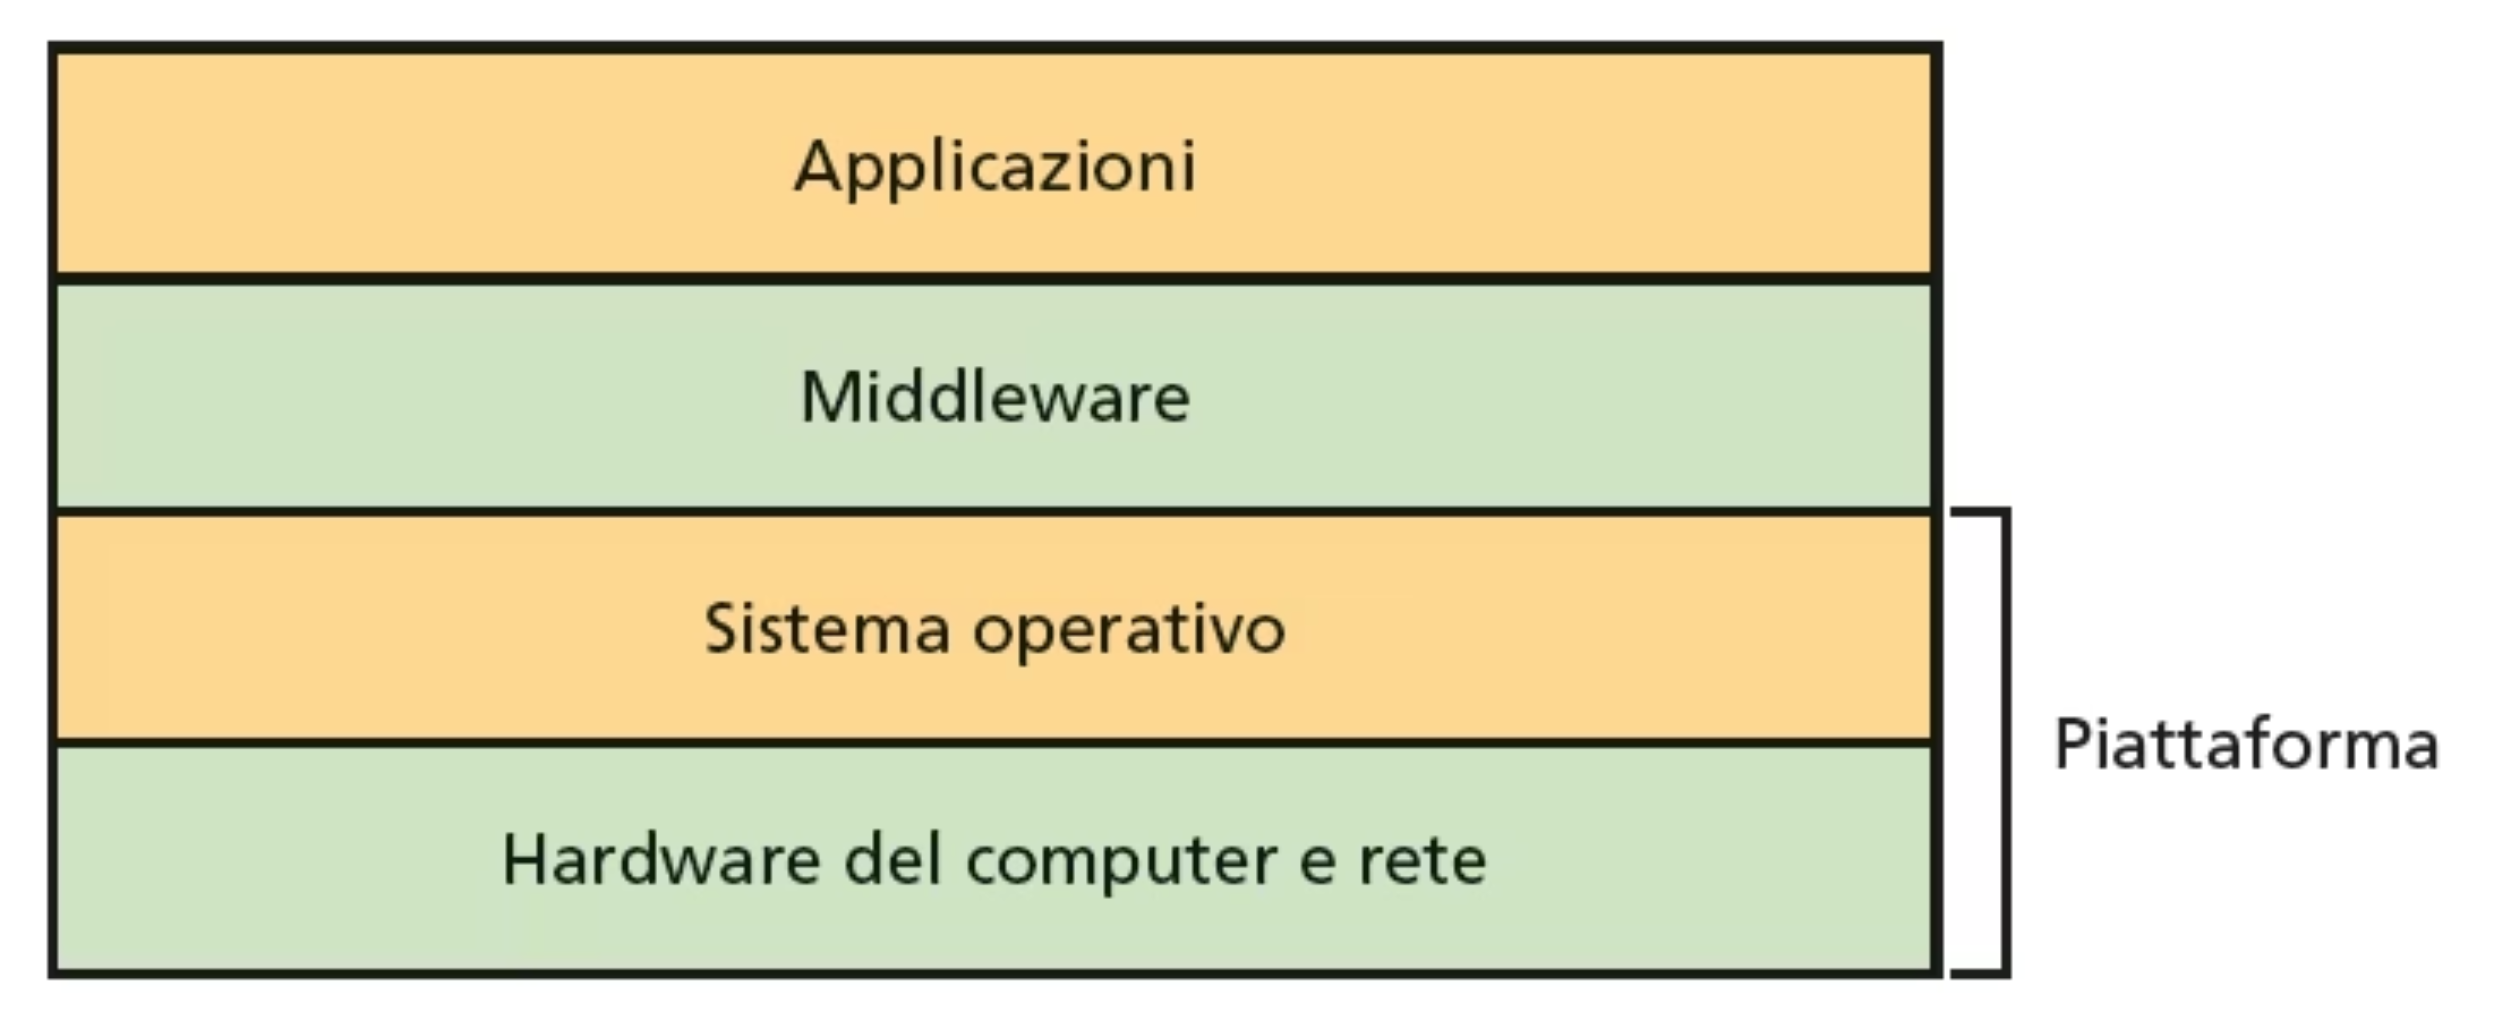 Applicazioni
Middleware
Sistema operativo
Piattaforma
Hardware del computer e rete